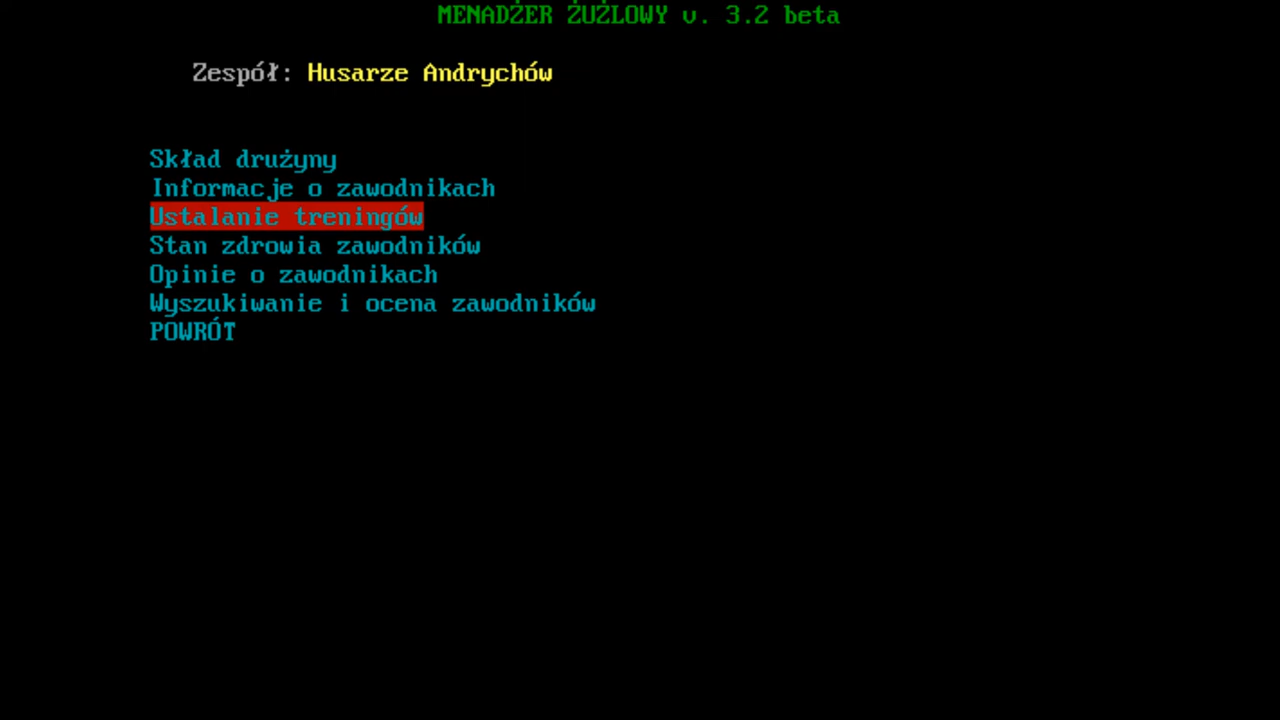 MENADŻER ŻUŻLOWY v. 3.2 beta
Zespół: Husarze Andrychów
Skład drużyny
Informacje o zawodnikach
Ustalanie treningów
Stan zdrowia zawodników
Opinie o zawodnikach
Wyszukiwanie i ocena zawodników
POWRÓT